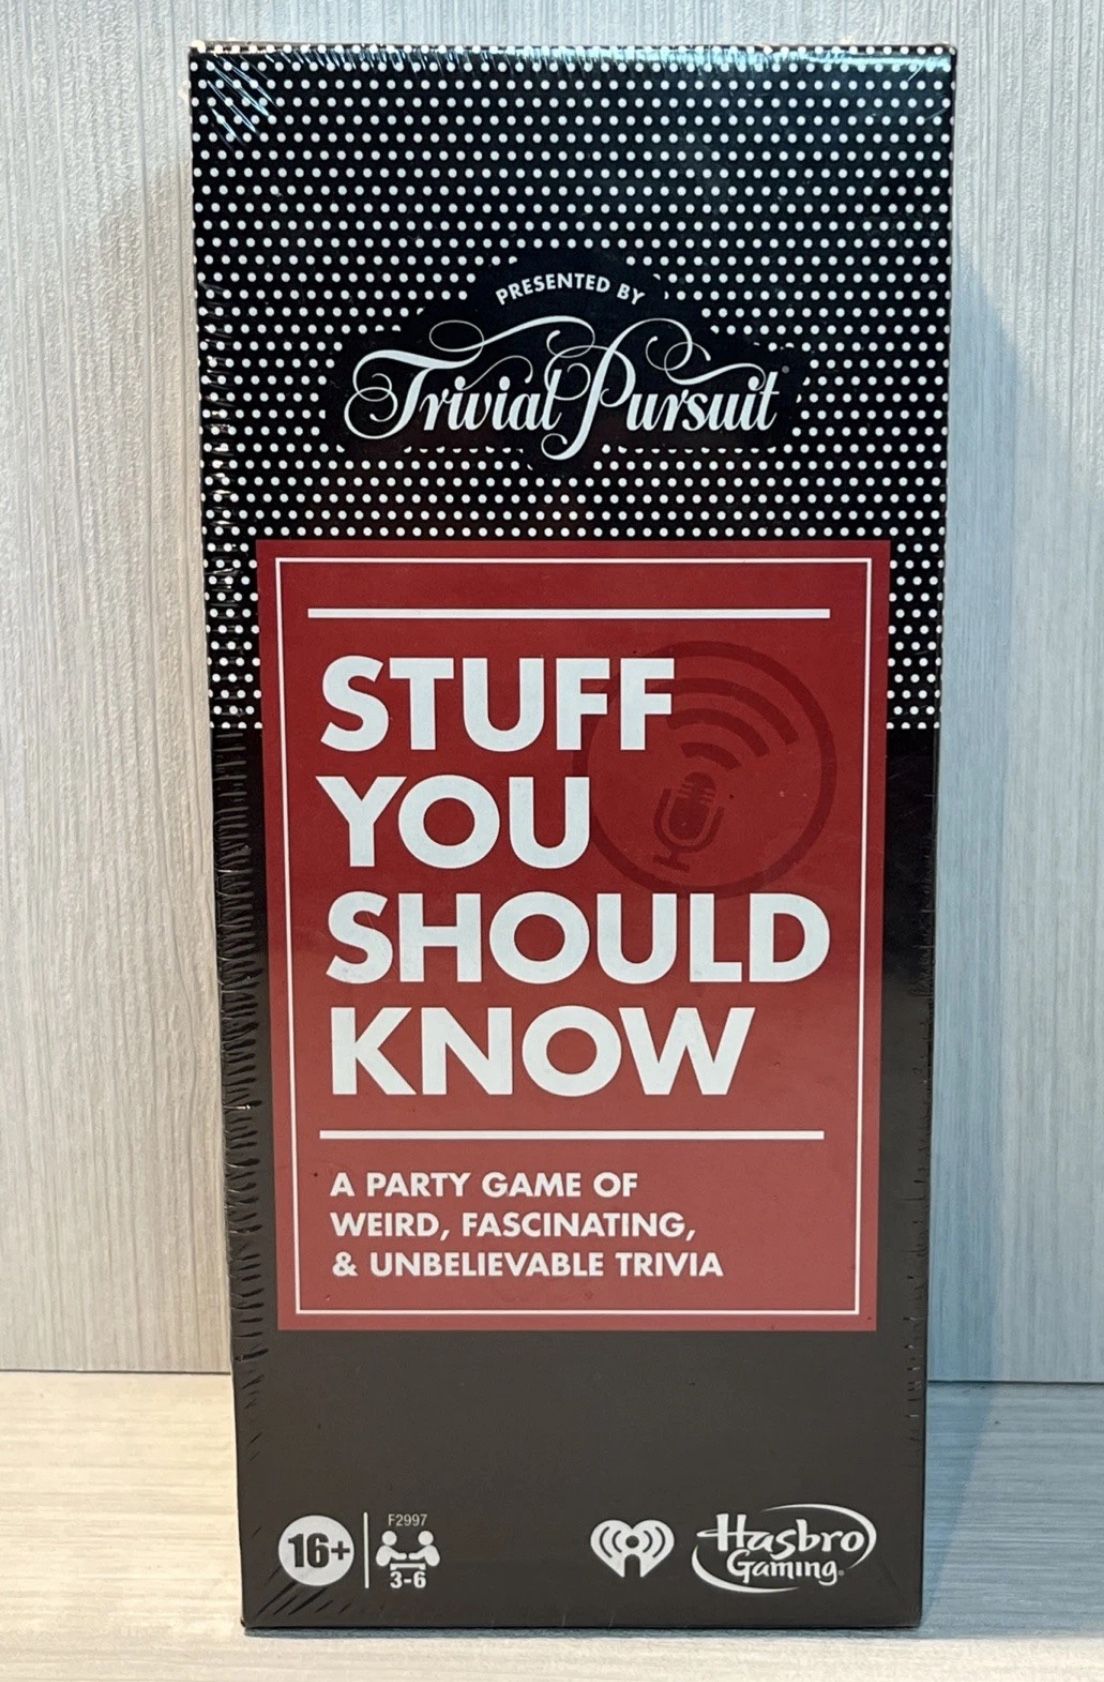 PRESENTED BY
Trivial Pursuit
STUFF
YOU
SHOULD
KNOW
A PARTY GAME OF
WEIRD, FASCINATING,
& UNBELIEVABLE TRIVIA
16+
F2997
3-6
Hasbro
Gaming